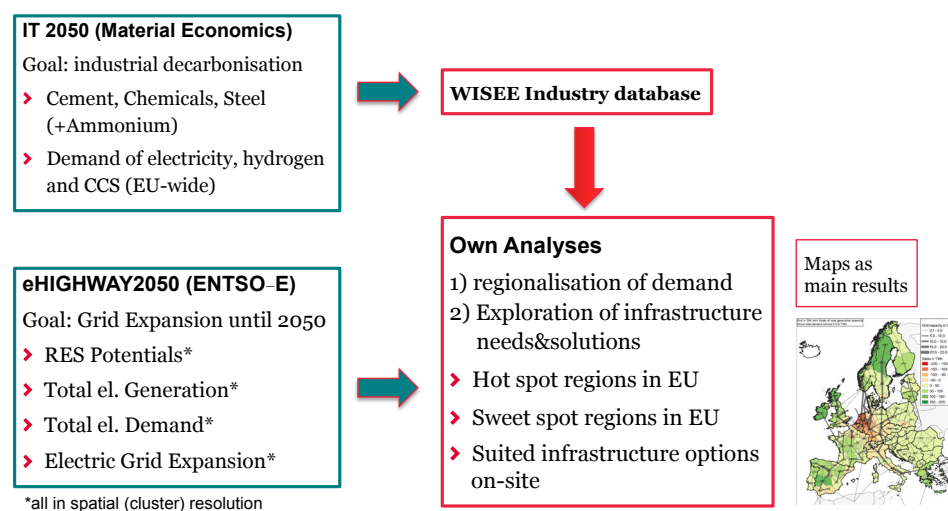 IT 2050 (Material Economics)
Goal: industrial decarbonisation
Cement, Chemicals, Steel
(+Ammonium)
Demand of electricity, hydrogen
and CCS (EU-wide)
WISEE Industry database
eHIGHWAY2050 (ENTSO-E)
Goal: Grid Expansion until 2050
RES Potentials*
Total el. Generation*
Total el. Demand*
Electric Grid Expansion*
*all in spatial (cluster) resolution
Own Analyses
1) regionalisation of demand
2) Exploration of infrastructure
needs&solutions
Hot spot regions in EU
Sweet spot regions in EU
Suited infrastructure options
on-site
Maps as
main results